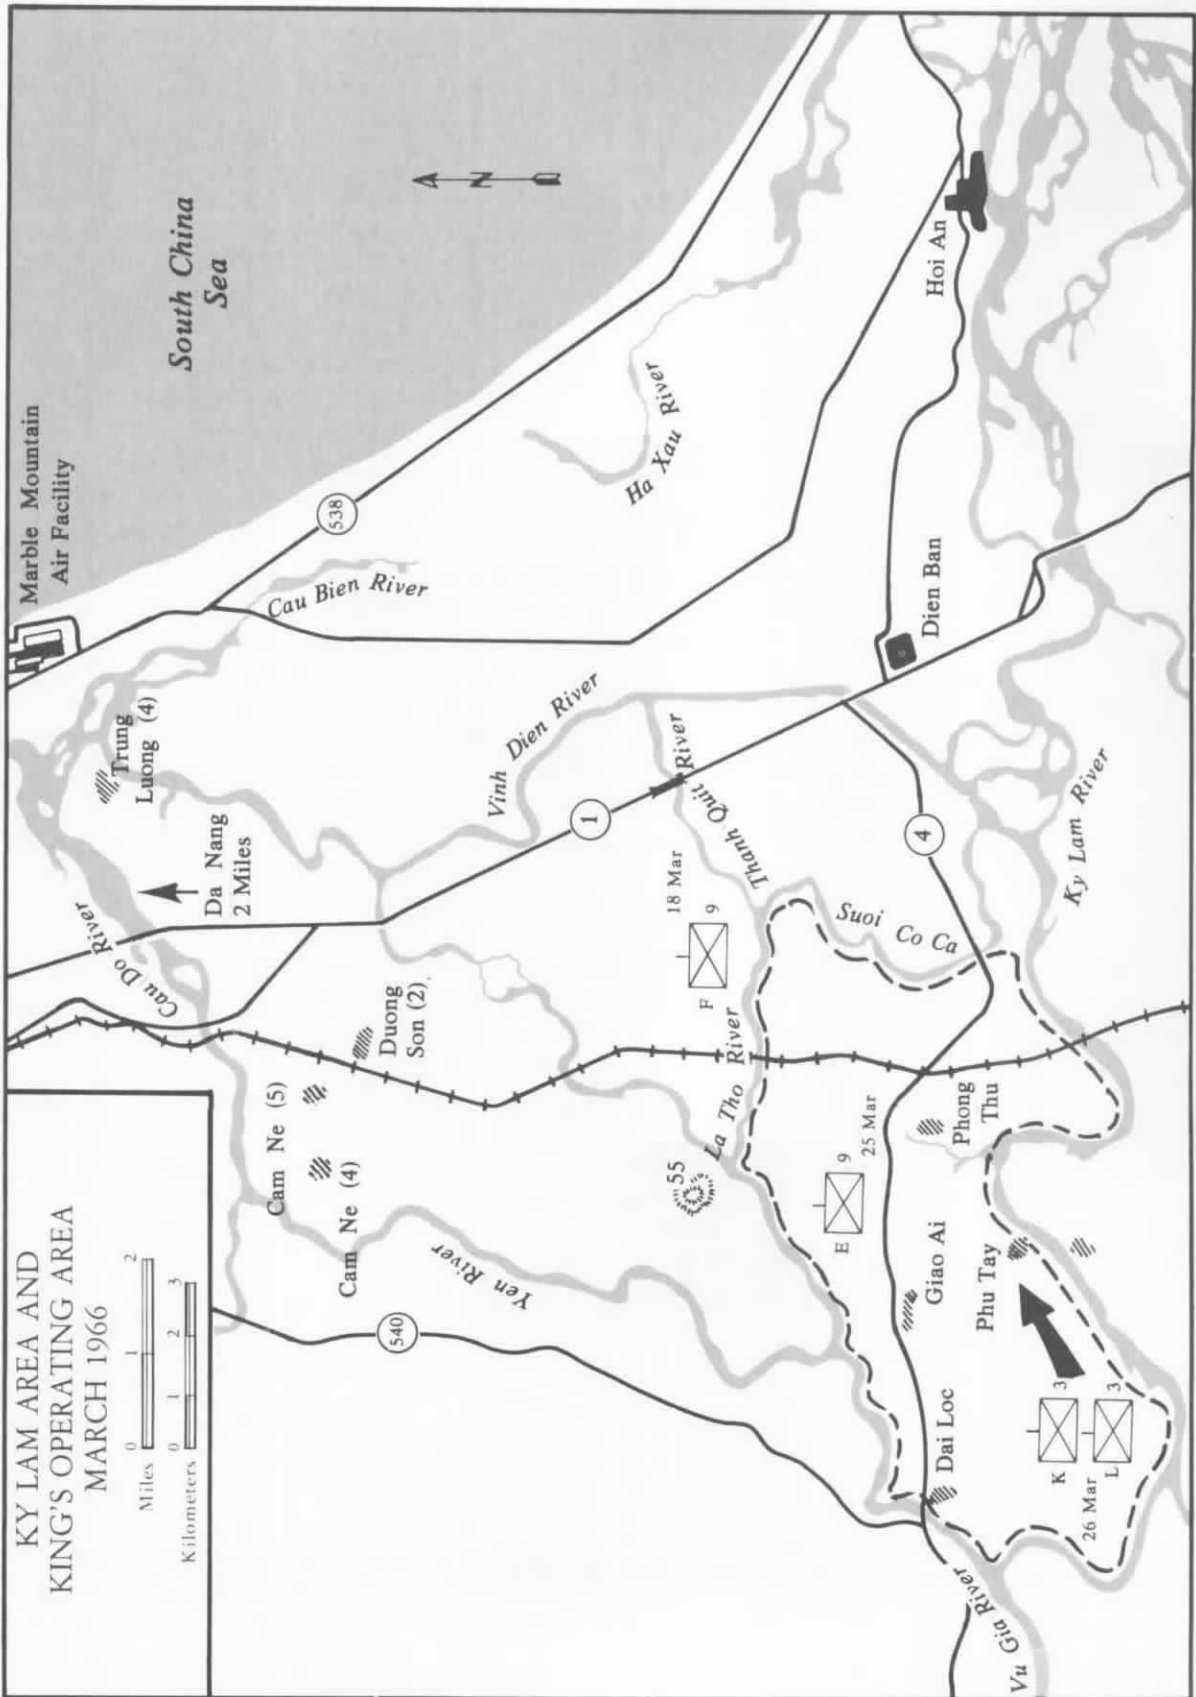 KY LAM AREA AND
KING'S OPERATING AREA
MARCH 1966
0 1 2
Miles
0 1 2 3
Kilometers
Marble Mountain
Air Facility
South China
Sea
N
538
Cau Bien River
Ha Xau River
Trung
Luong (4)
Da Nang
2 Miles
Cau Do River
Vinh Dien River
1
Duong
Son (2)
Cam Ne (5)
Cam Ne (4)
Yen River
540
Hoi An
Dien Ban
Thanh Quit River
18 Mar
F 9
Suoi Co Ca
4
Ky Lam River
La Tho River
55
E 9
25 Mar
Phong
Thu
Giao Ai
Phu Tay
Dai Loc
K 3
L 3
26 Mar
Vu Gia River